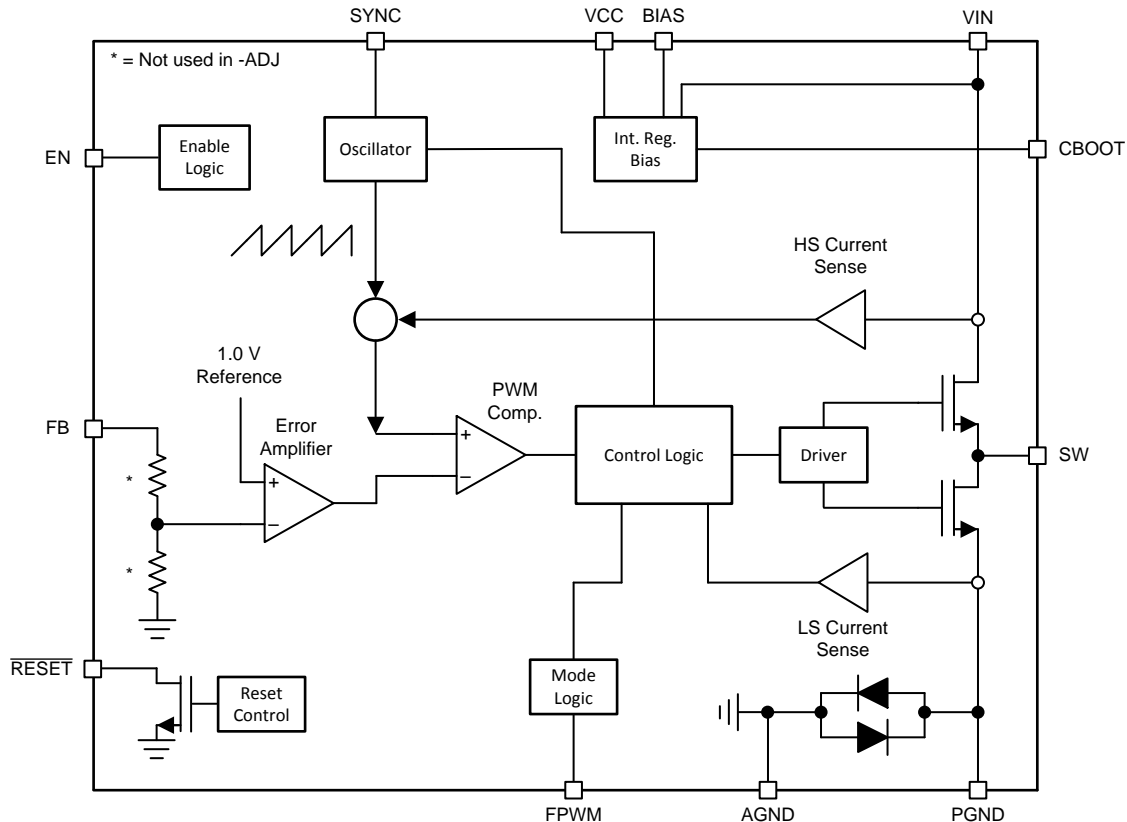 SYNC
VCC
BIAS
VIN
* = Not used in -ADJ
EN
Enable
Logic
Oscillator
Int. Reg.
Bias
CBOOT
HS Current
Sense
1.0 V
Reference
PWM
Comp.
FB
Error
Amplifier
+
−
+
−
Control Logic
Driver
SW
*
*
LS Current
Sense
RESET
Reset
Control
Mode
Logic
FPWM
AGND
PGND